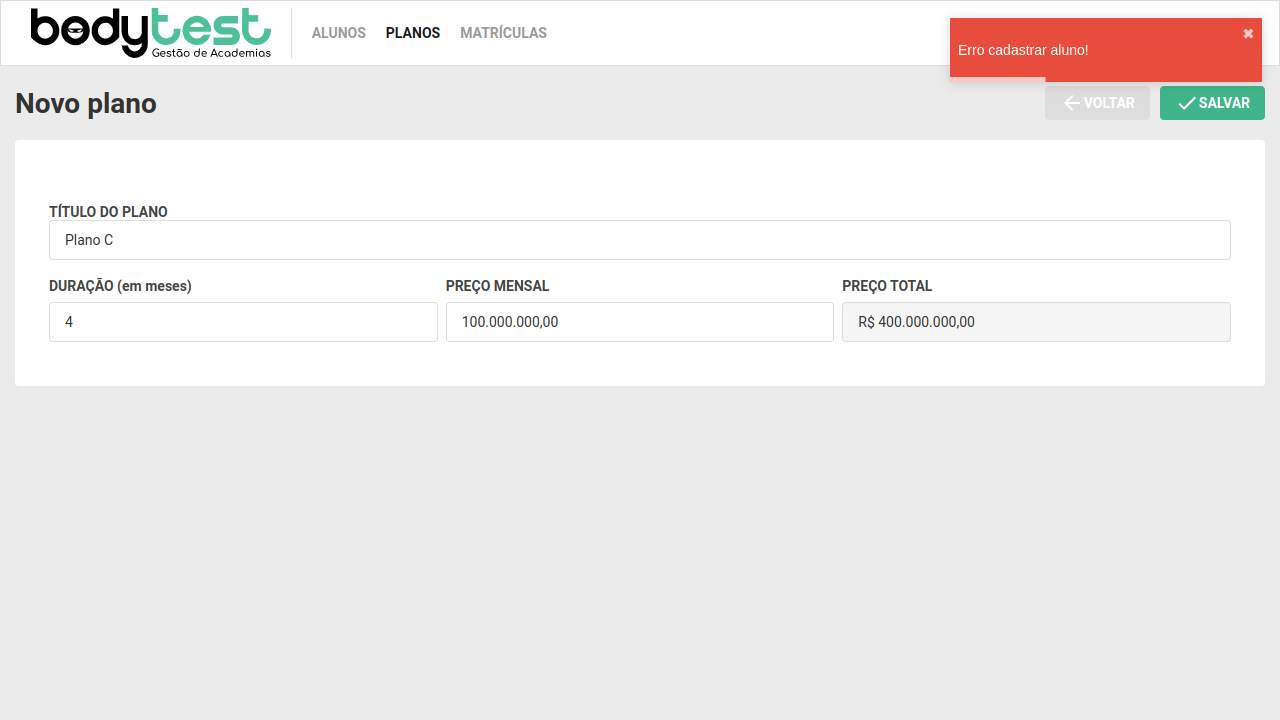 bodytest
Gestão de Academias
ALUNOS
PLANOS
MATRÍCULAS
Erro cadastrar aluno!
Novo plano
VOLTAR
SALVAR
TÍTULO DO PLANO
Plano C
DURAÇÃO (em meses)
PREÇO MENSAL
PREÇO TOTAL
4
100.000.000,00
R$ 400.000.000,00